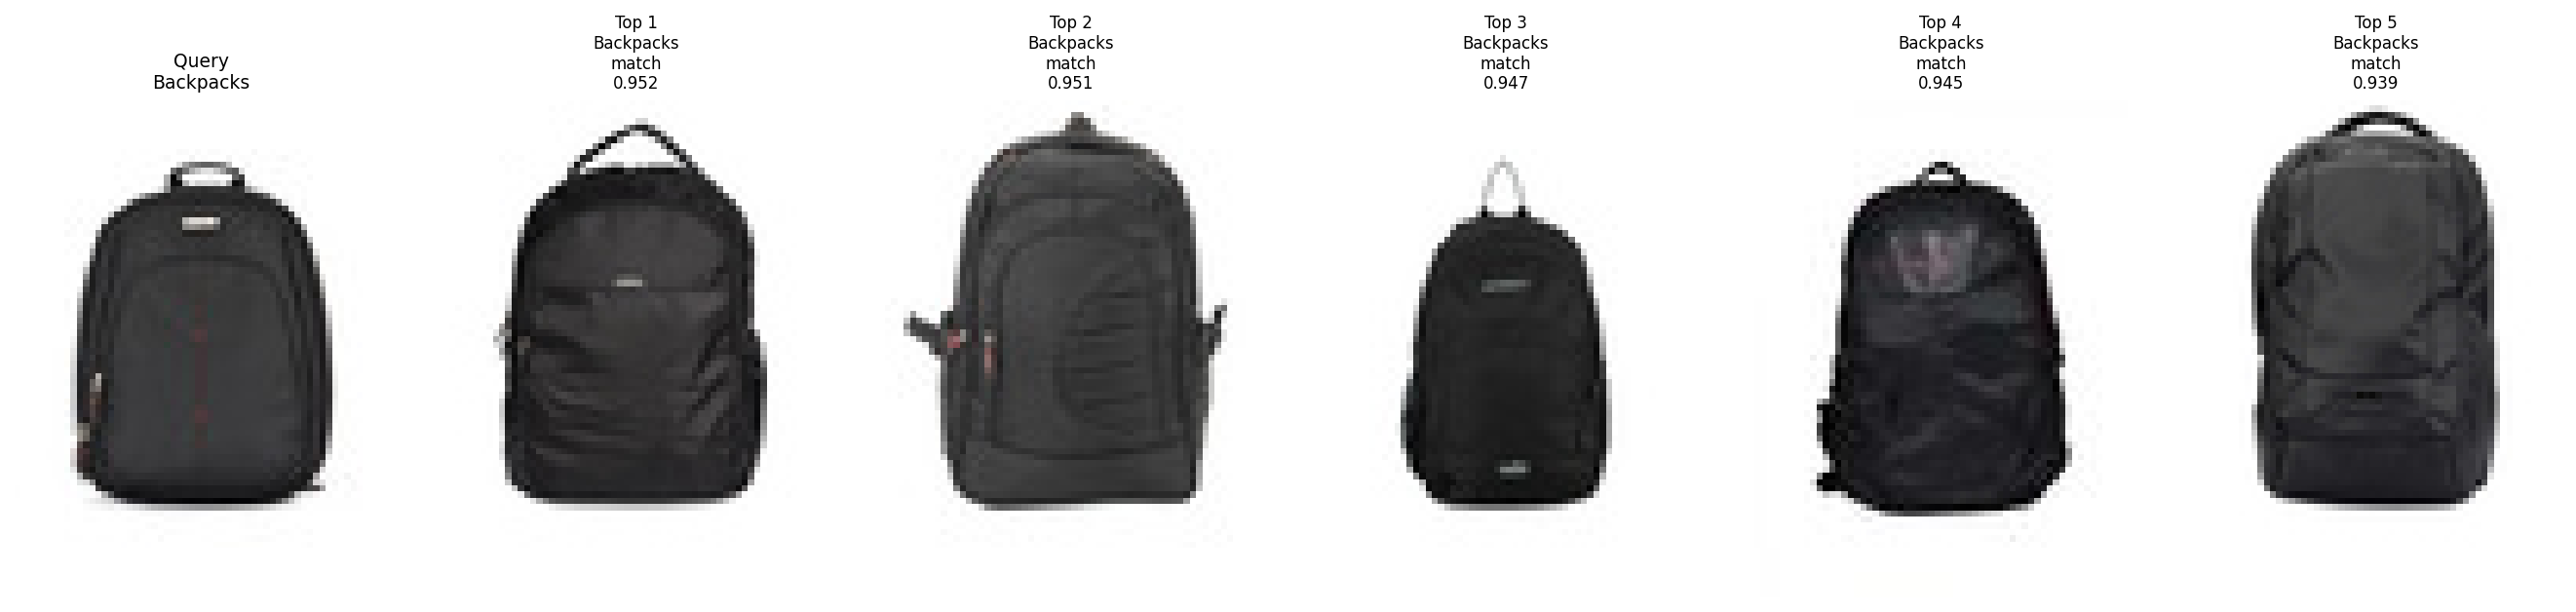 Query
Backpacks
Top 1
Backpacks
match
0.952
Top 2
Backpacks
match
0.951
Top 3
Backpacks
match
0.947
Top 4
Backpacks
match
0.945
Top 5
Backpacks
match
0.939